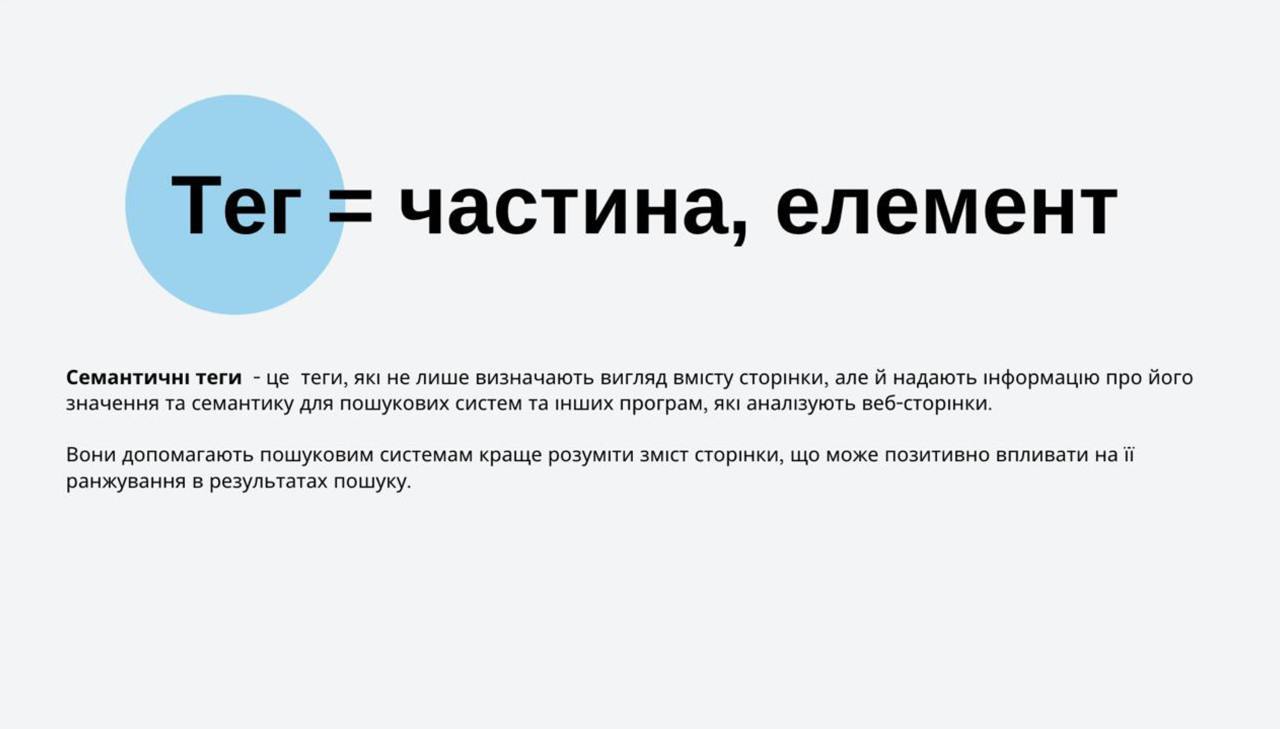 Тег = частина, елемент
Семантичні теги - це теги, які не лише визначають вигляд вмісту сторінки, але й надають інформацію про його
значення та семантику для пошукових систем та інших програм, які аналізують веб-сторінки.
Вони допомагають пошуковим системам краще розуміти зміст сторінки, що може позитивно впливати на її
ранжування в результатах пошуку.